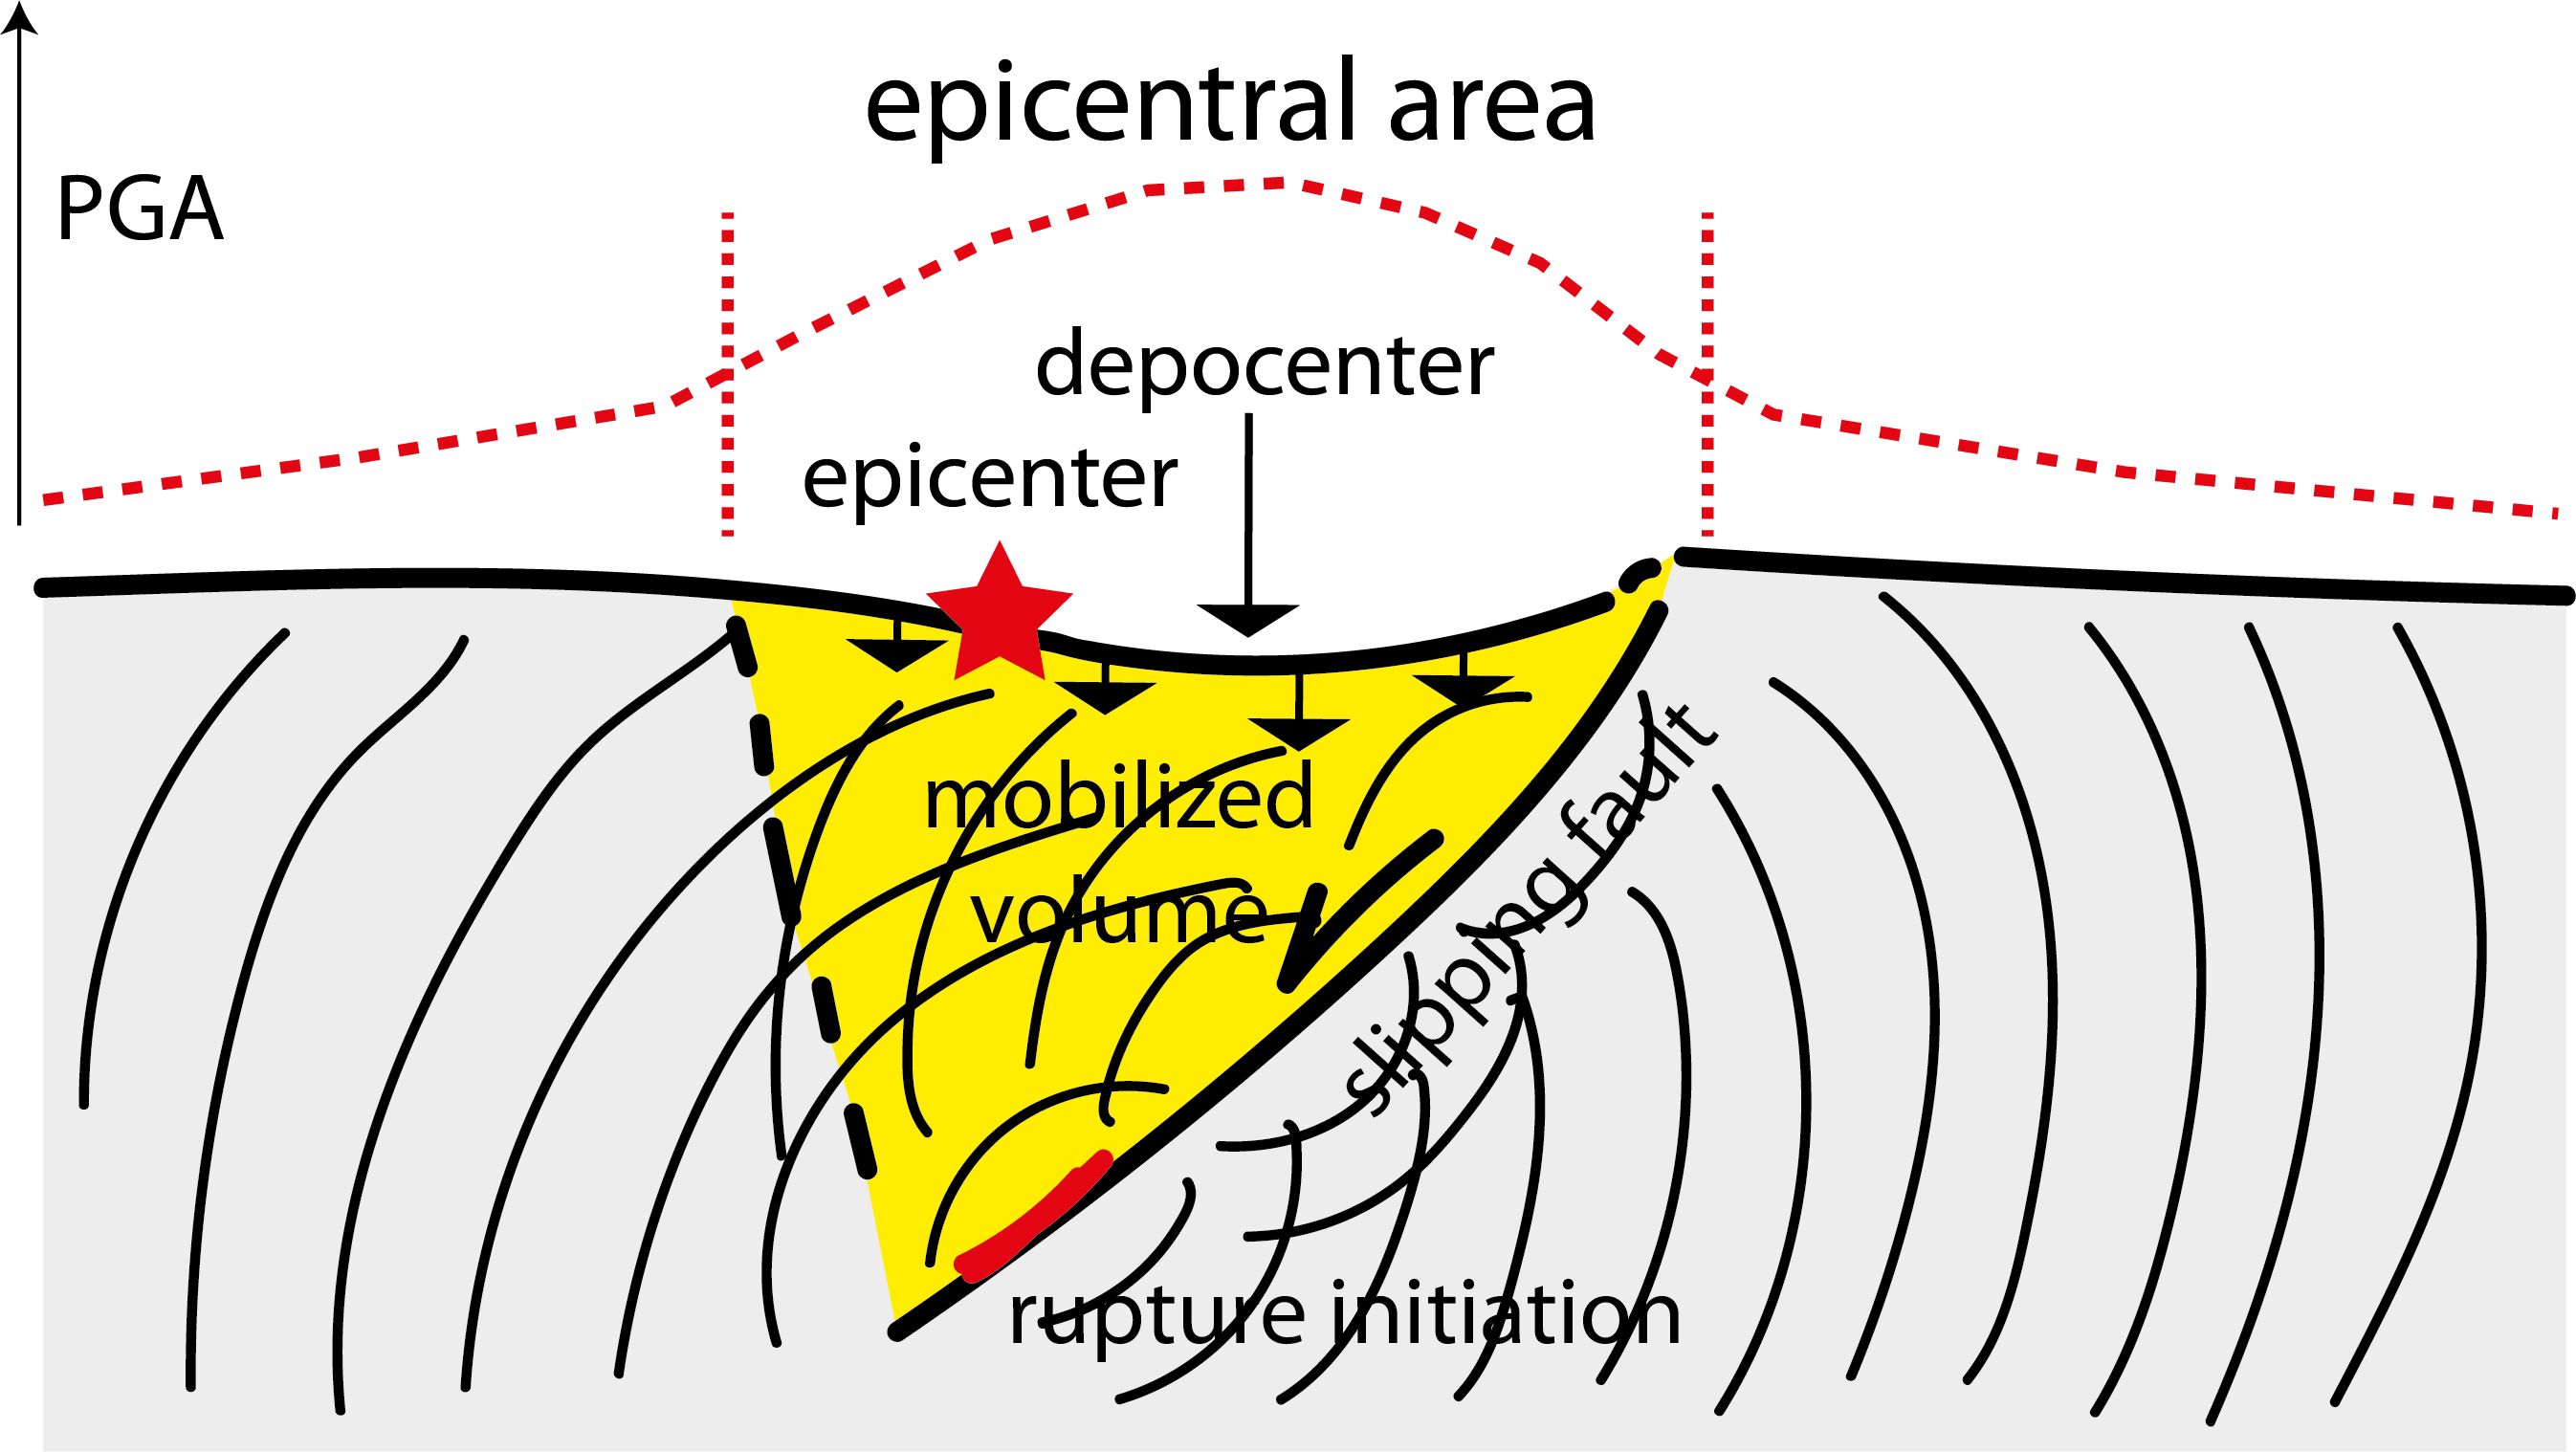 epicentral area
PGA
depocenter
epicenter
mobilized
volume
slipping fault
rupture initiation